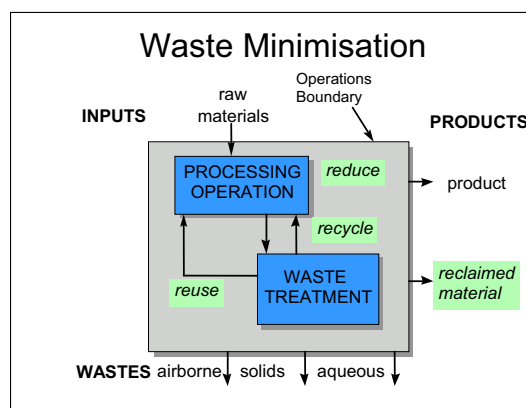 Waste Minimisation
Operations
Boundary
INPUTS
raw
materials
PRODUCTS
PROCESSING
OPERATION
reduce
product
recycle
reuse
WASTE
TREATMENT
reclaimed
material
WASTES airborne solids aqueous